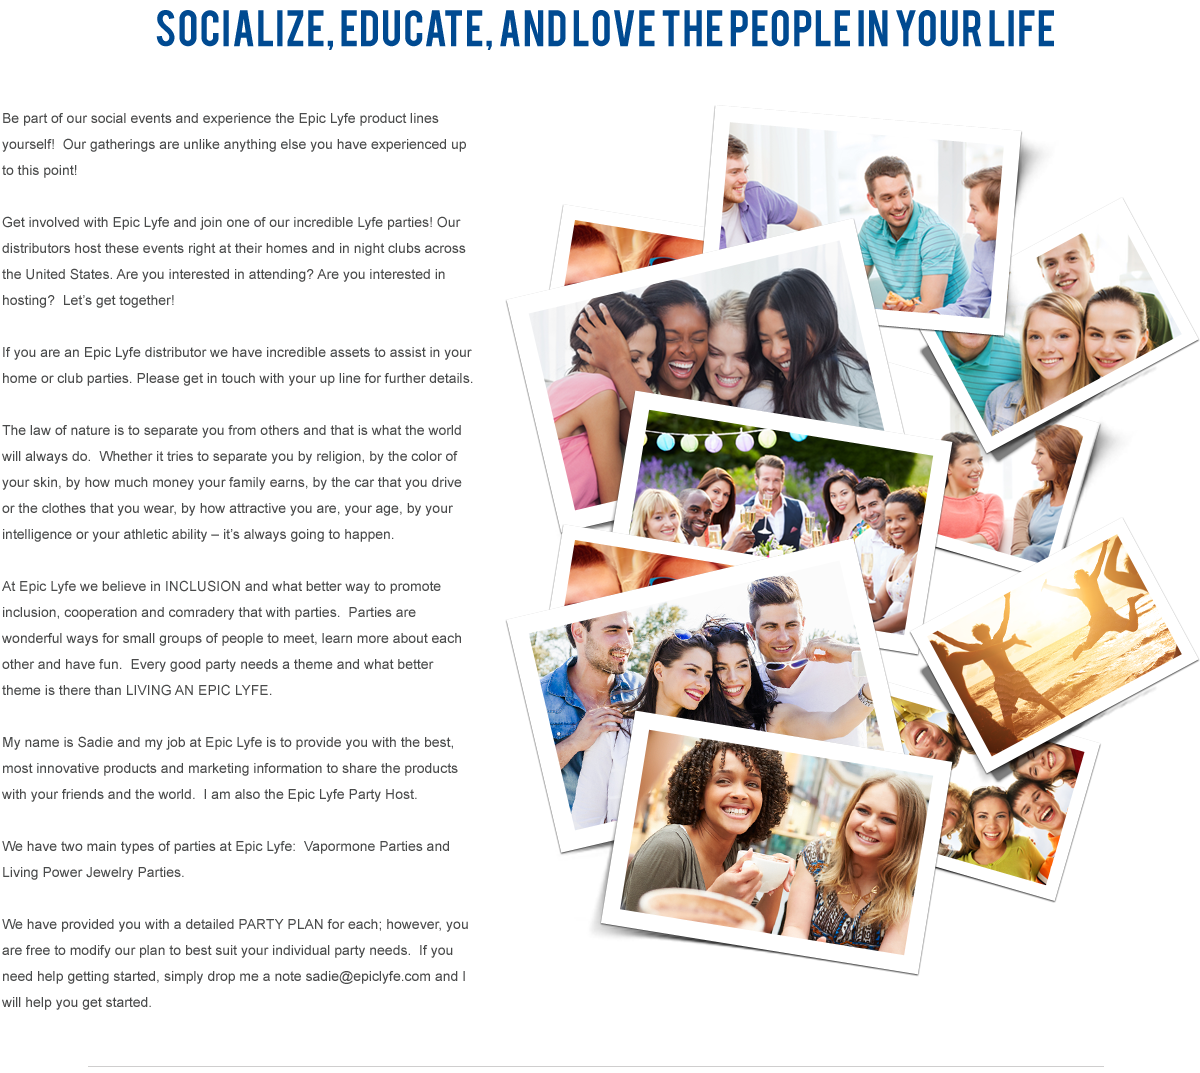 SOCIALIZE, EDUCATE, AND LOVE THE PEOPLE IN YOUR LIFE
Be part of our social events and experience the Epic Lyfe product lines
yourself!  Our gatherings are unlike anything else you have experienced up
to this point!
Get involved with Epic Lyfe and join one of our incredible Lyfe parties! Our
distributors host these events right at their homes and in night clubs across
the United States. Are you interested in attending? Are you interested in
hosting?  Let’s get together!
If you are an Epic Lyfe distributor we have incredible assets to assist in your
home or club parties. Please get in touch with your up line for further details.
The law of nature is to separate you from others and that is what the world
will always do.  Whether it tries to separate you by religion, by the color of
your skin, by how much money your family earns, by the car that you drive
or the clothes that you wear, by how attractive you are, your age, by your
intelligence or your athletic ability – it’s always going to happen.
At Epic Lyfe we believe in INCLUSION and what better way to promote
inclusion, cooperation and comradery that with parties.  Parties are
wonderful ways for small groups of people to meet, learn more about each
other and have fun.  Every good party needs a theme and what better
theme is there than LIVING AN EPIC LYFE.
My name is Sadie and my job at Epic Lyfe is to provide you with the best,
most innovative products and marketing information to share the products
with your friends and the world.  I am also the Epic Lyfe Party Host.
We have two main types of parties at Epic Lyfe:  Vapormone Parties and
Living Power Jewelry Parties.
We have provided you with a detailed PARTY PLAN for each; however, you
are free to modify our plan to best suit your individual party needs.  If you
need help getting started, simply drop me a note sadie@epiclyfe.com and I
will help you get started.